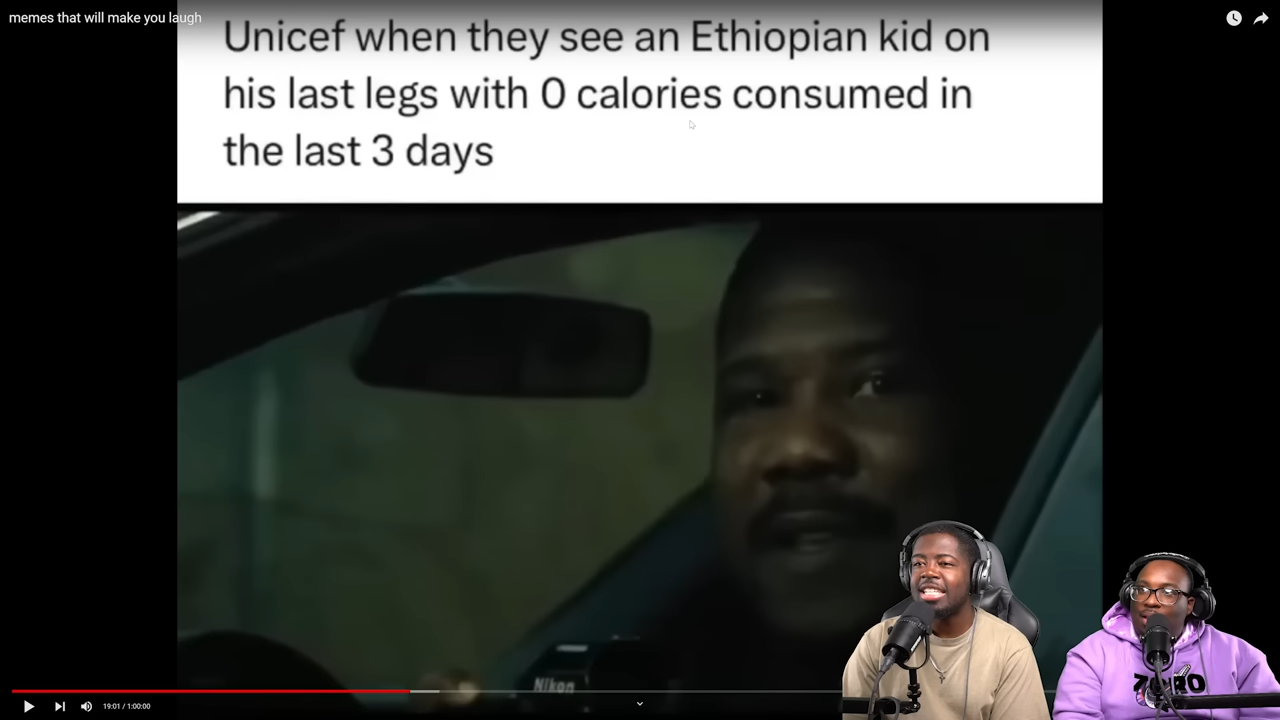 memes that will make you laugh
Unicef when they see an Ethiopian kid on
his last legs with 0 calories consumed in
the last 3 days
Nikon
19:01 / 1:00:00